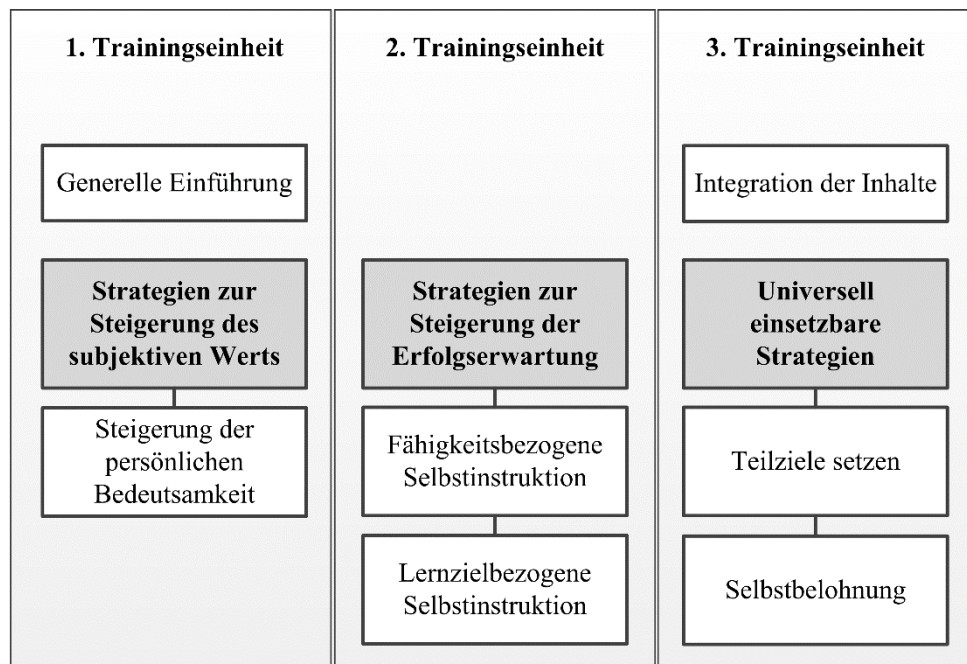 1. Trainingseinheit
Generelle Einführung
Strategien zur
Steigerung des
subjektiven Werts
Steigerung der
persönlichen
Bedeutsamkeit
2. Trainingseinheit
Strategien zur
Steigerung der
Erfolgserwartung
Fähigkeitsbezogene
Selbstinstruktion
Lernzielbezogene
Selbstinstruktion
3. Trainingseinheit
Integration der Inhalte
Universell
einsetzbare
Strategien
Teilziele setzen
Selbstbelohnung